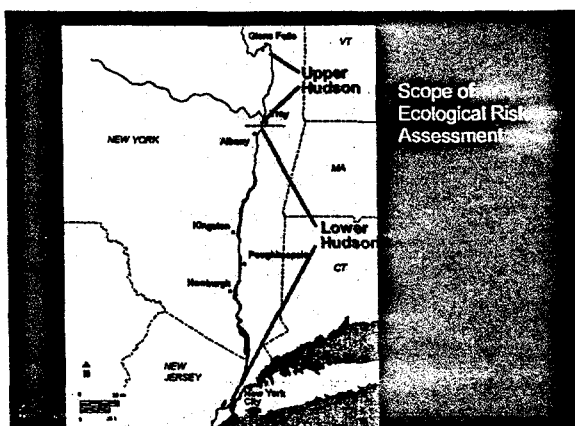 Glens Falls
VT
Upper
Hudson
Troy
Scope of
Ecological Risk
Assessment
NEW YORK
Albany
MA
Kingston
Lower
Hudson
Poughkeepsie
CT
Newburgh
NEW
JERSEY
New York
City
N